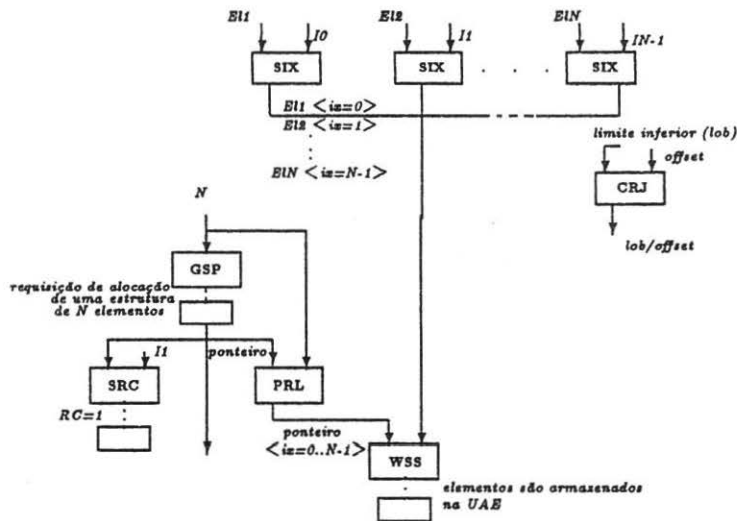 El1 I0 El2 I1 ElN IN-1
SIX SIX . . . SIX
El1 <ix=0>
El2 <ix=1>
ElN <ix=N-1>
limite inferior (lob)
offset
CRJ
lob/offset
N
GSP
requisição de alocação
de uma estrutura
de N elementos
I1 ponteiro
SRC PRL
RC=1
ponteiro
<ix=0..N-1>
WSS
elementos são armazenados
na UAE